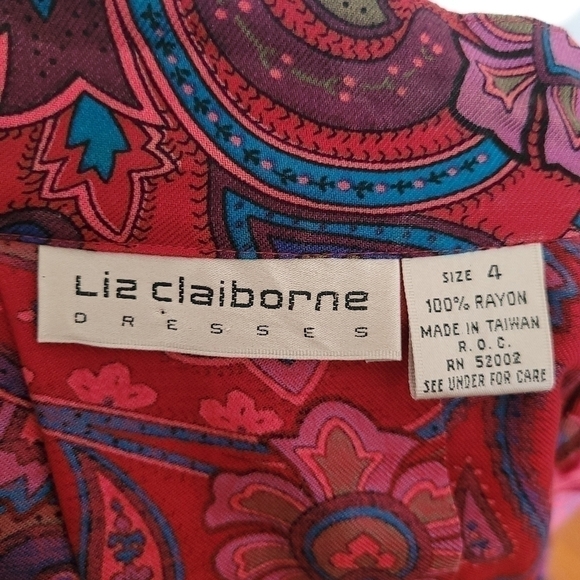 Liz claiborne
DRESSES
SIZE 4
100% RAYON
MADE IN TAIWAN
R. O. C.
RN 52002
SEE UNDER FOR CARE